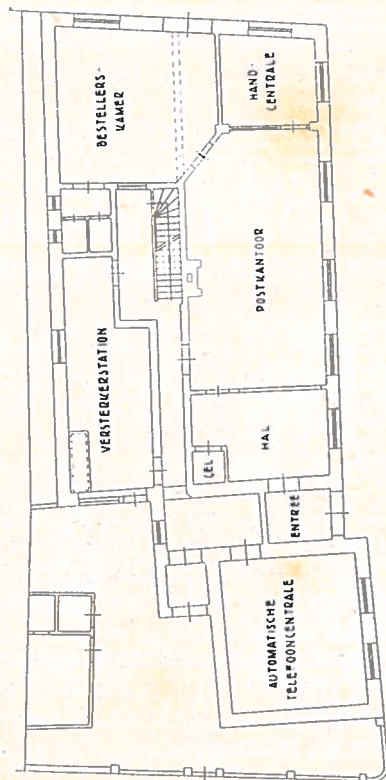 BESTELLERS-
KAMER
HAND-
CENTRALE
POSTKANTOOR
VERSTERKERSTATION
HAL
CEL
ENTREE
AUTOMATISCHE
TELEFOONCENTRALE